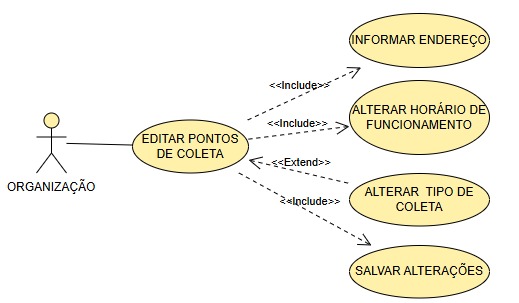 INFORMAR ENDEREÇO
<<Include>>
ALTERAR HORÁRIO DE
FUNCIONAMENTO
<<Include>>
EDITAR PONTOS
DE COLETA
<<Extend>>
ORGANIZAÇÃO
ALTERAR TIPO DE
COLETA
<<Include>>
SALVAR ALTERAÇÕES